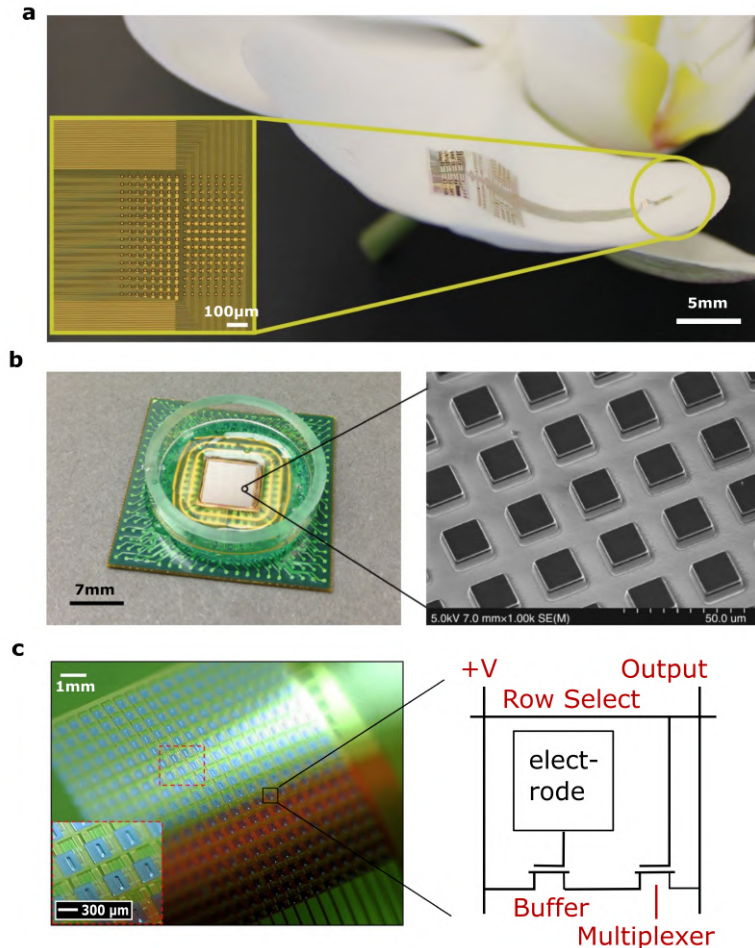 a
100µm
5mm
b
7mm
5.0kV 7.0 mm×1.00k SE(M)
50.0 um
c
1mm
300 µm
+V
Output
Row Select
elect-
rode
Buffer
Multiplexer